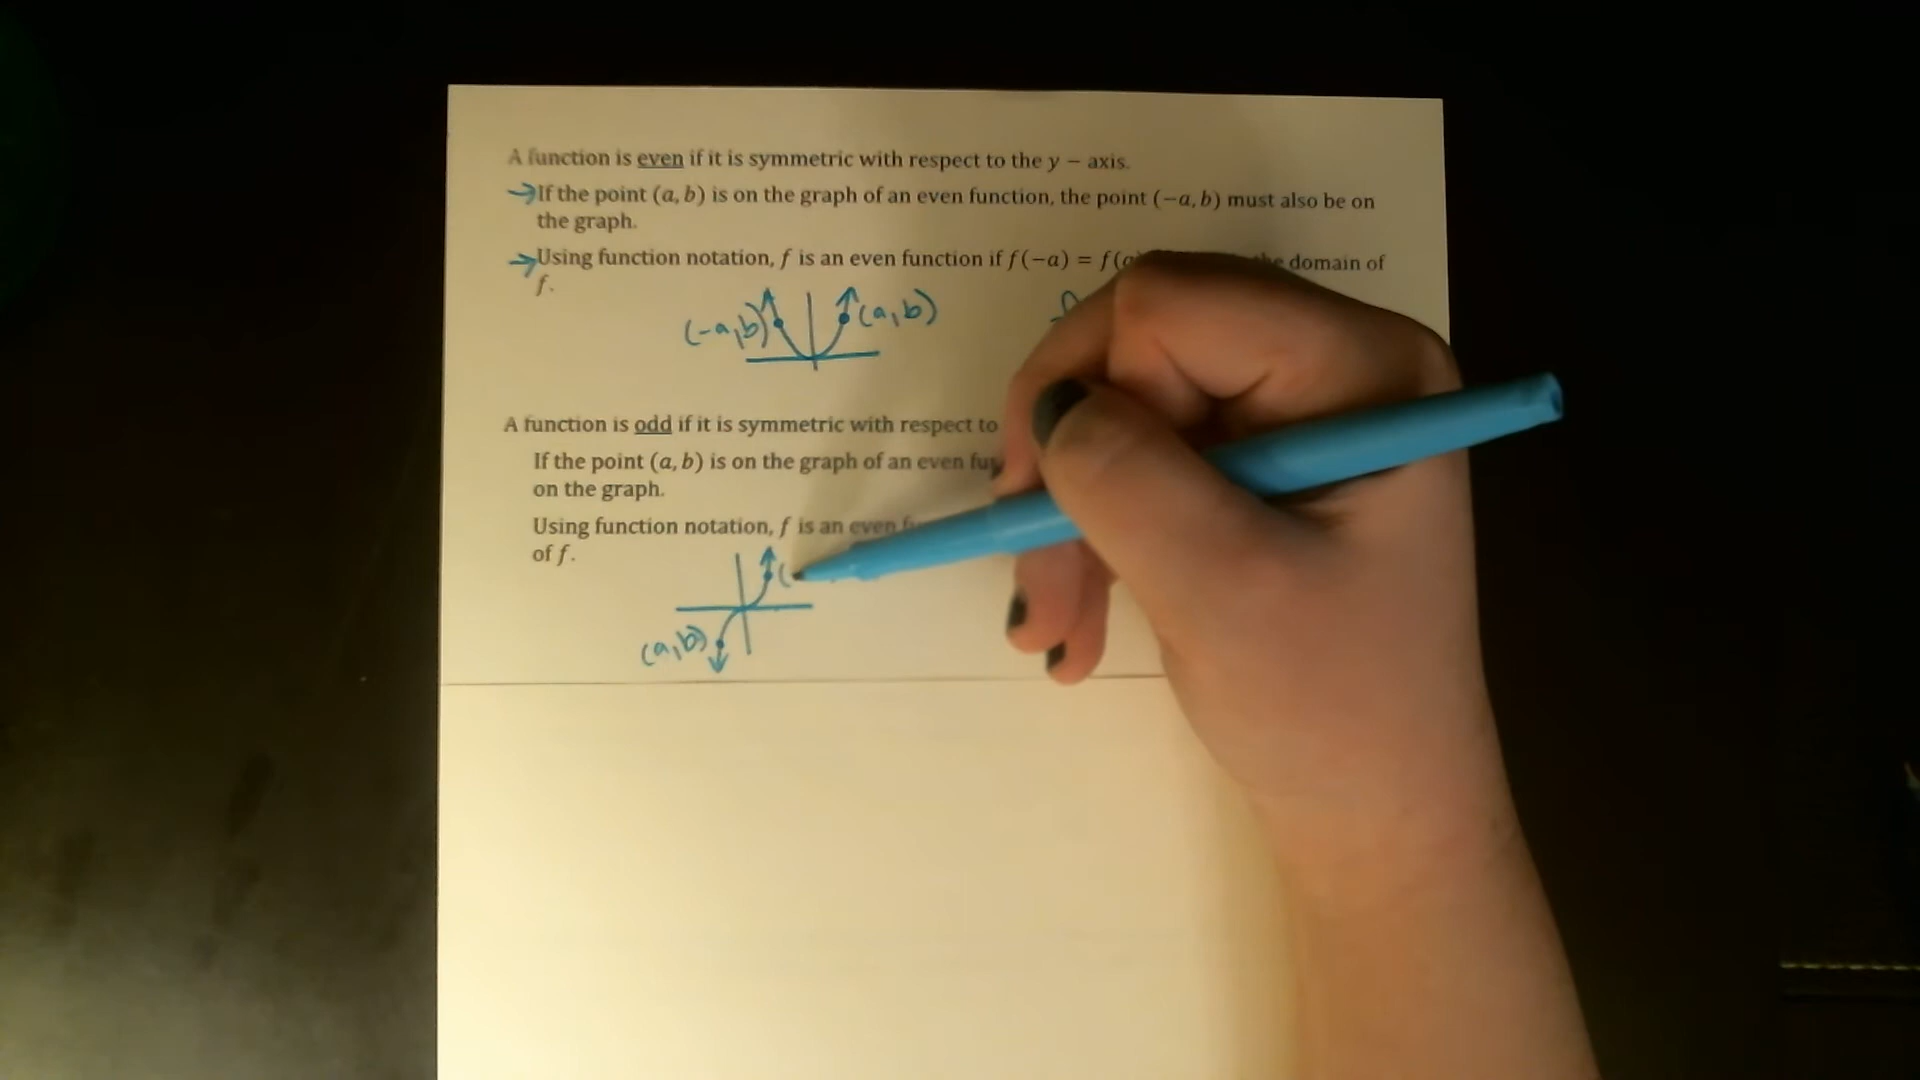 A function is even if it is symmetric with respect to the y – axis.
If the point (a, b) is on the graph of an even function, the point (−a, b) must also be on
the graph.
Using function notation, f is an even function if f(−a) = f(a domain of
f.
(-a,b) (a,b)
A function is odd if it is symmetric with respect to
If the point (a, b) is on the graph of an even
on the graph.
Using function notation, f is an even
of f.
(
(a,b)